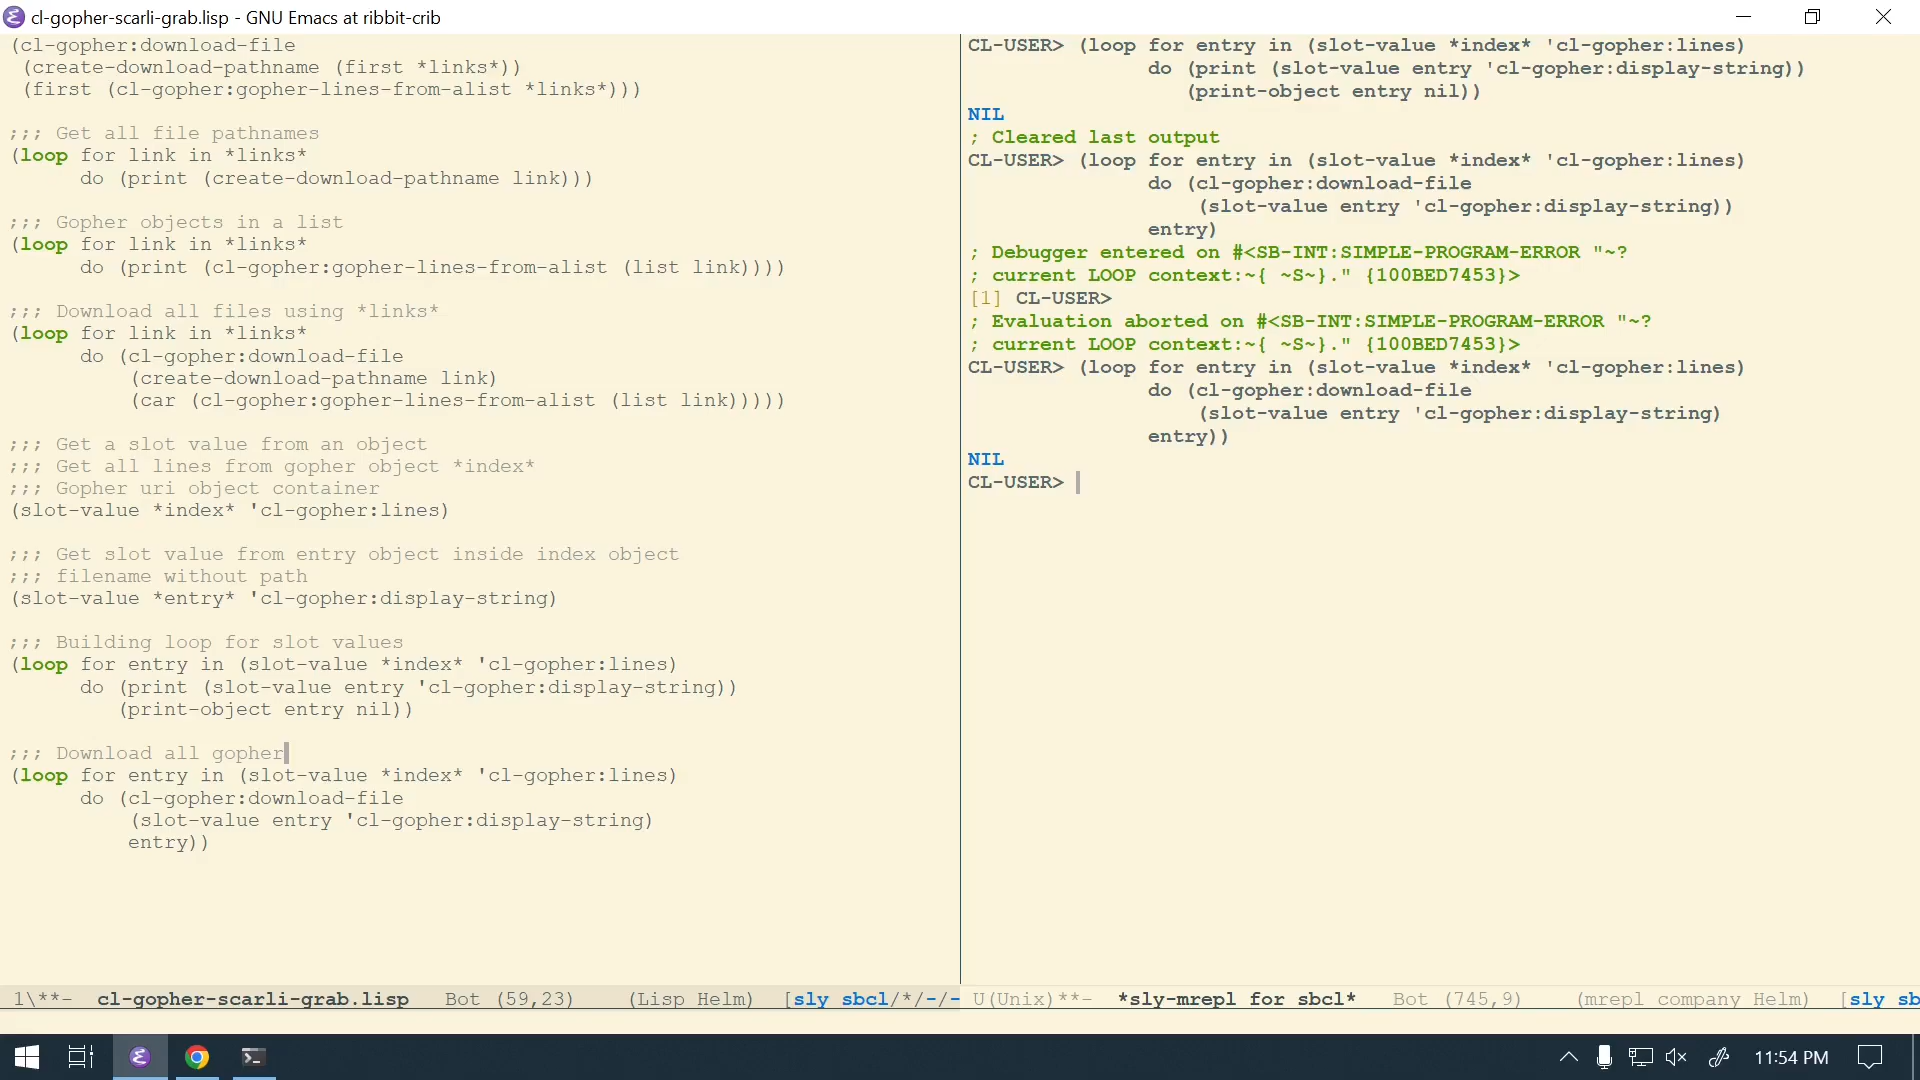 cl-gopher-scarli-grab.lisp - GNU Emacs at ribbit-crib
(cl-gopher:download-file
(create-download-pathname (first *links*))
(first (cl-gopher:gopher-lines-from-alist *links*)))
;;; Get all file pathnames
(loop for link in *links*
do (print (create-download-pathname link)))
;;; Gopher objects in a list
(loop for link in *links*
do (print (cl-gopher:gopher-lines-from-alist (list link))))
;;; Download all files using *links*
(loop for link in *links*
do (cl-gopher:download-file
(create-download-pathname link)
(car (cl-gopher:gopher-lines-from-alist (list link)))))
;;; Get a slot value from an object
;;; Get all lines from gopher object *index*
;;; Gopher uri object container
(slot-value *index* 'cl-gopher:lines)
;;; Get slot value from entry object inside index object
;;; filename without path
(slot-value *entry* 'cl-gopher:display-string)
;;; Building loop for slot values
(loop for entry in (slot-value *index* 'cl-gopher:lines)
do (print (slot-value entry 'cl-gopher:display-string))
(print-object entry nil))
;;; Download all gopher
(loop for entry in (slot-value *index* 'cl-gopher:lines)
do (cl-gopher:download-file
(slot-value entry 'cl-gopher:display-string)
entry))
1\**- cl-gopher-scarli-grab.lisp Bot (59,23) (Lisp Helm) [sly sbcl/*/-/-
CL-USER> (loop for entry in (slot-value *index* 'cl-gopher:lines)
do (print (slot-value entry 'cl-gopher:display-string))
(print-object entry nil))
NIL
; Cleared last output
CL-USER> (loop for entry in (slot-value *index* 'cl-gopher:lines)
do (cl-gopher:download-file
(slot-value entry 'cl-gopher:display-string))
entry)
; Debugger entered on #<SB-INT:SIMPLE-PROGRAM-ERROR "~?
; current LOOP context:~{ ~S~}." {100BED7453}>
[1] CL-USER>
; Evaluation aborted on #<SB-INT:SIMPLE-PROGRAM-ERROR "~?
; current LOOP context:~{ ~S~}." {100BED7453}>
CL-USER> (loop for entry in (slot-value *index* 'cl-gopher:lines)
do (cl-gopher:download-file
(slot-value entry 'cl-gopher:display-string)
entry))
NIL
CL-USER>
U(Unix)**- *sly-mrepl for sbcl* Bot (745,9) (mrepl company Helm) [sly sb
11:54 PM